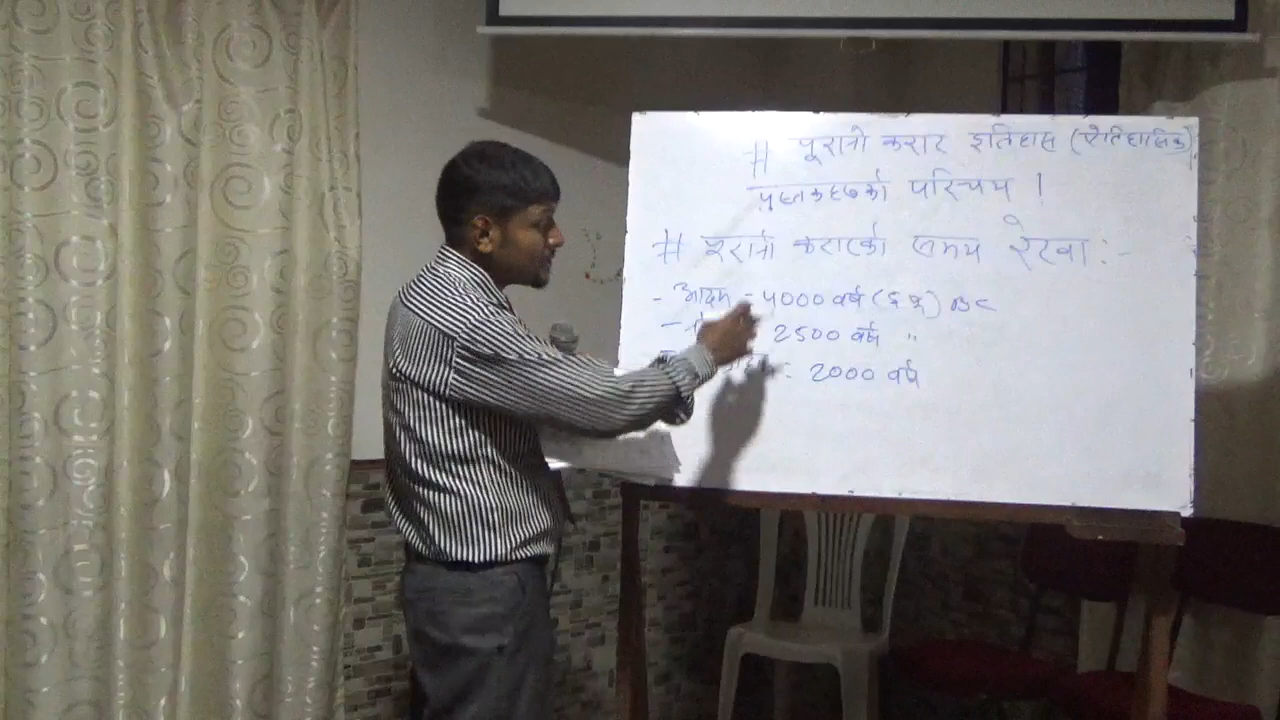 # पूरानो करार इतिहास (ऐतिहासिक)
पुस्तकहरुको परिचय ।
# पूरानो करारको समय रेखा :-
- आदम = 4000 वर्ष (ई पू) BC
- 2500 वर्ष "
= 2000 वर्ष